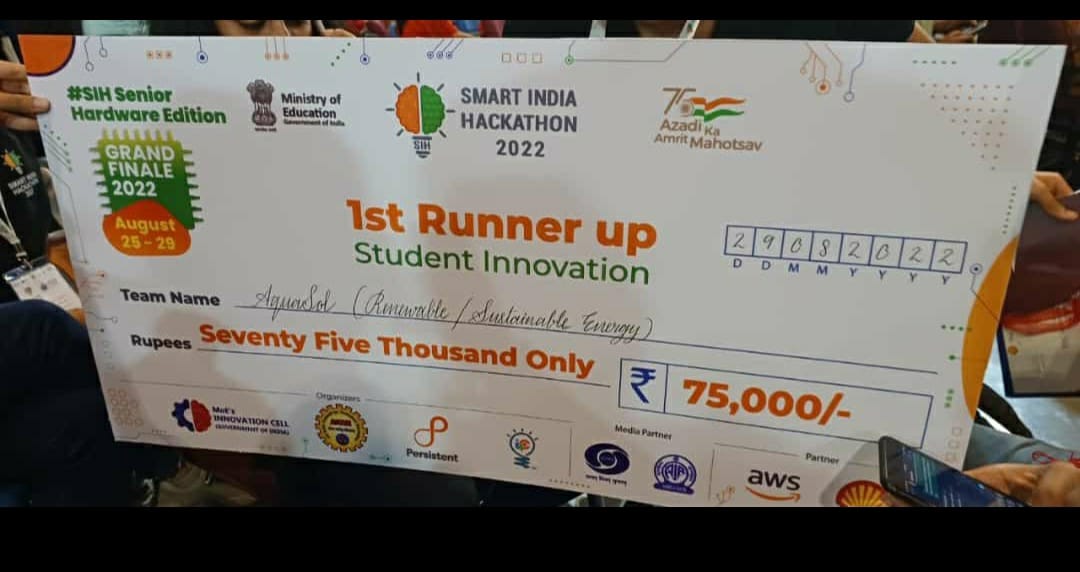 #SIH Senior
Hardware Edition
GRAND
FINALE
2022
August
25 - 29
Ministry of
Education
Government of India
SIH
SMART INDIA
HACKATHON
2022
75
Azadi Ka
Amrit Mahotsav
1st Runner up
Student Innovation
2 9 0 8 2 0 2 2
D D M M Y Y Y Y
Team Name AquaSol (Renewable / Sustainable Energy)
Rupees Seventy Five Thousand Only
₹ 75,000/-
Organizers
MoE's
INNOVATION CELL
(GOVERNMENT OF INDIA)
Persistent
Media Partner
Partner
aws